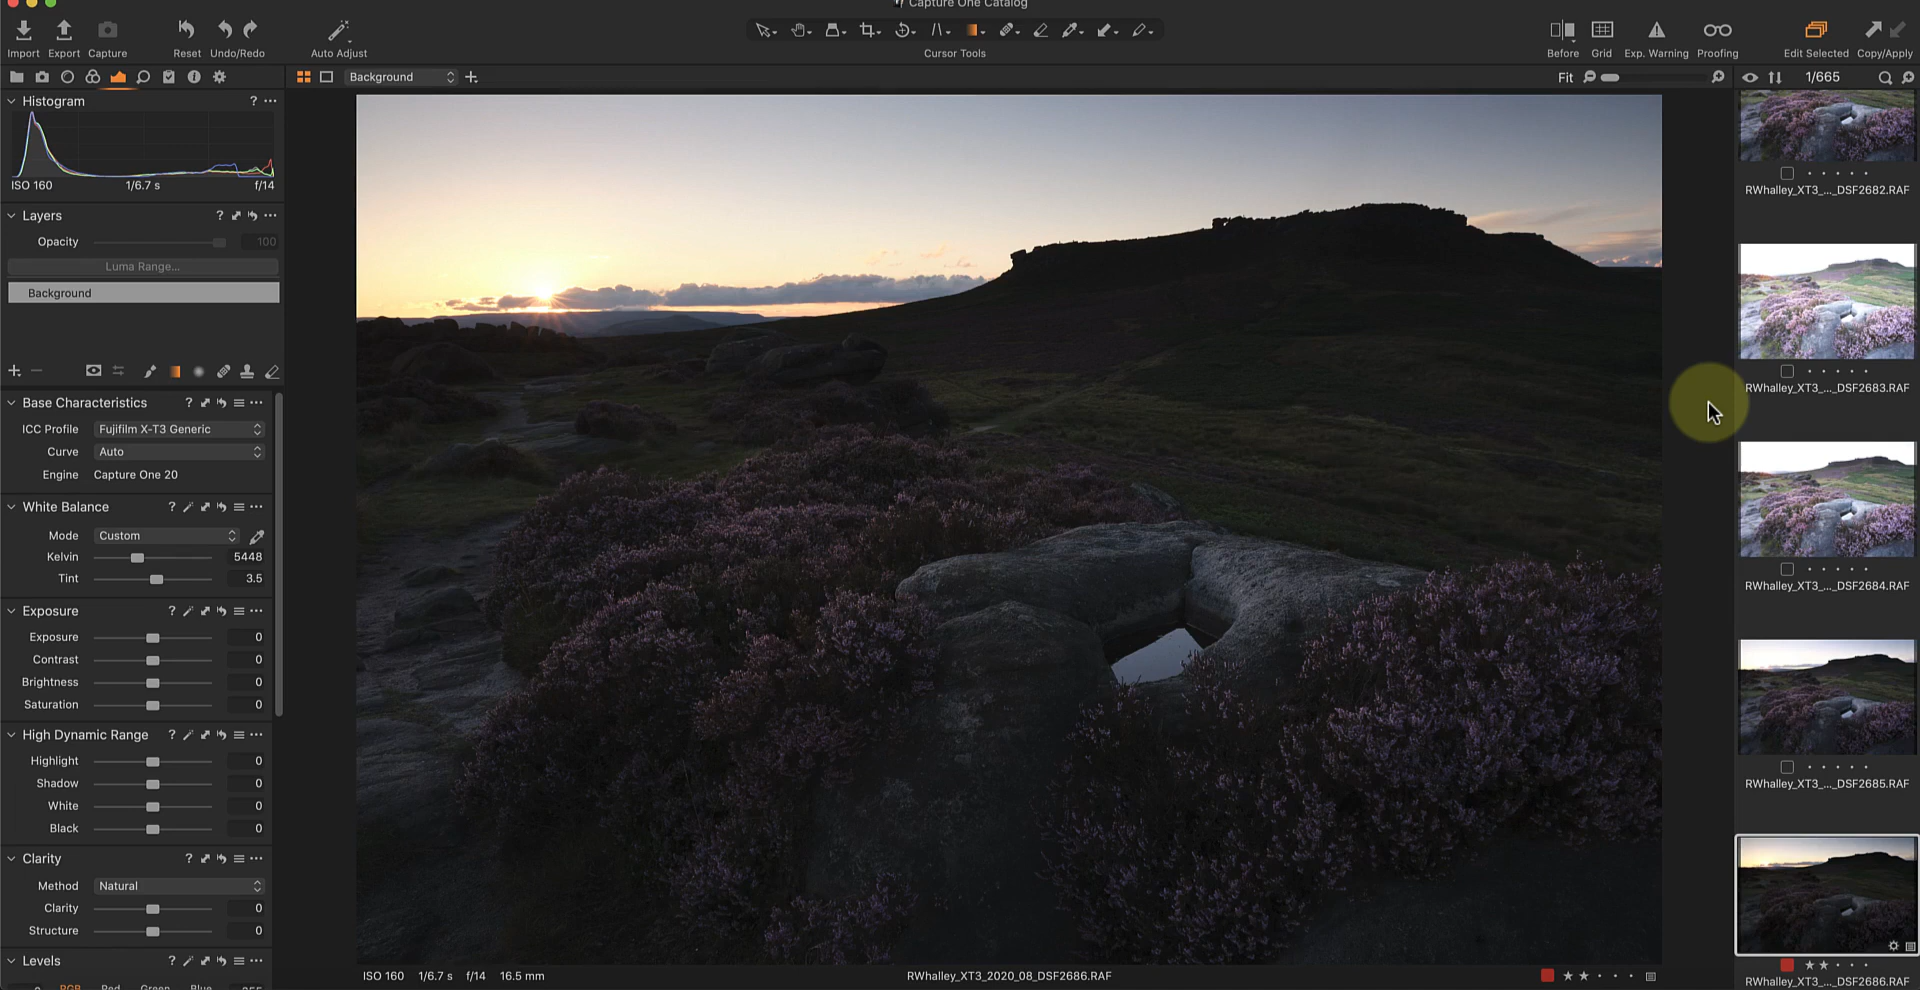 Capture One Catalog
Import Export Capture Reset Undo/Redo Auto Adjust Cursor Tools Before Grid Exp. Warning Proofing Edit Selected Copy/Apply
Background Fit 1/665
Histogram ?
ISO 160 1/6.7 s f/14
Layers ?
Opacity 100
Luma Range...
Background
Base Characteristics ?
ICC Profile Fujifilm X-T3 Generic
Curve Auto
Engine Capture One 20
White Balance ?
Mode Custom
Kelvin 5448
Tint 3.5
Exposure ?
Exposure 0
Contrast 0
Brightness 0
Saturation 0
High Dynamic Range ?
Highlight 0
Shadow 0
White 0
Black 0
Clarity ?
Method Natural
Clarity 0
Structure 0
Levels ?
0 RGB Red Green Blue 255
ISO 160 1/6.7 s f/14 16.5 mm RWhalley_XT3_2020_08_DSF2686.RAF
RWhalley_XT3_..._DSF2682.RAF
RWhalley_XT3_..._DSF2683.RAF
RWhalley_XT3_..._DSF2684.RAF
RWhalley_XT3_..._DSF2685.RAF
RWhalley_XT3_..._DSF2686.RAF